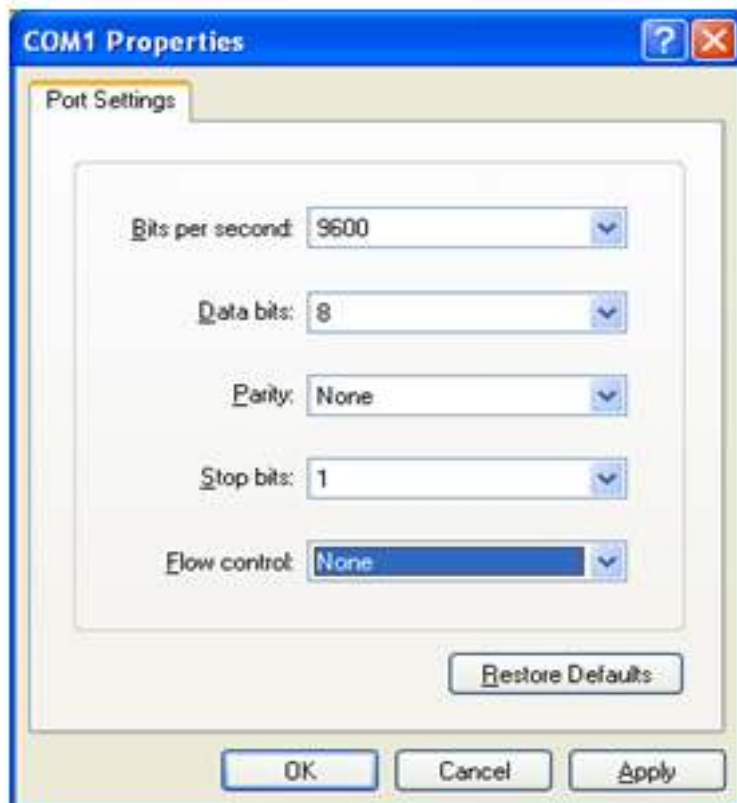 COM1 Properties
Port Settings
Bits per second: 9600
Data bits: 8
Parity: None
Stop bits: 1
Flow control: None
Restore Defaults
OK Cancel Apply